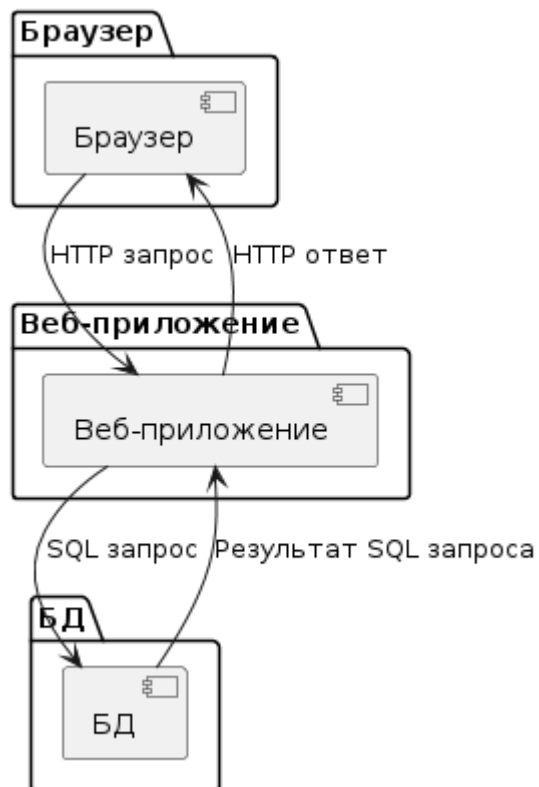 Браузер
Браузер
HTTP запрос HTTP ответ
Веб-приложение
Веб-приложение
SQL запрос Результат SQL запроса
БД
БД